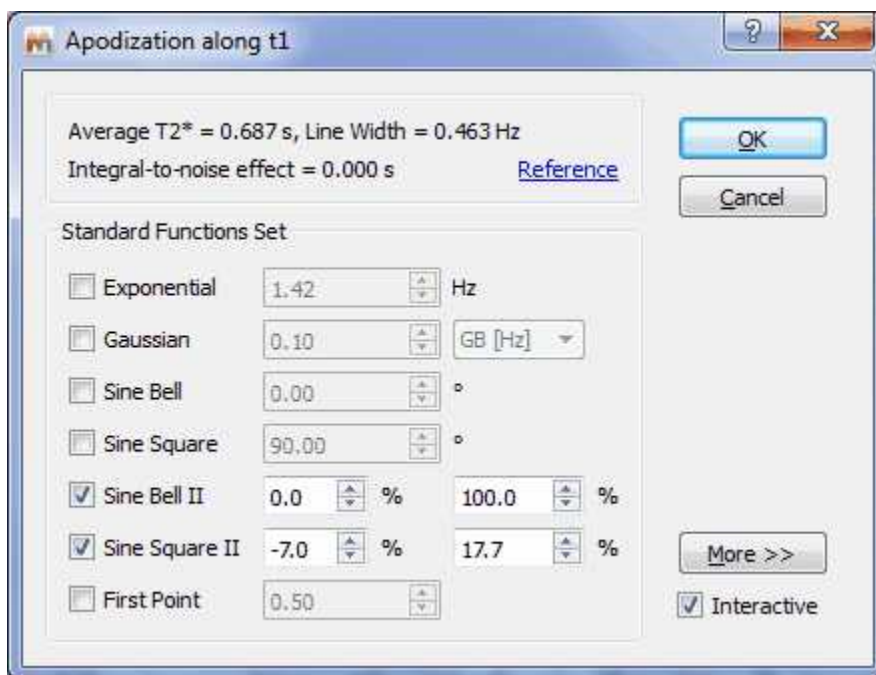 Apodization along t1
Average T2* = 0.687 s, Line Width = 0.463 Hz
Integral-to-noise effect = 0.000 s Reference
OK
Cancel
Standard Functions Set
Exponential 1.42 Hz
Gaussian 0.10 GB [Hz]
Sine Bell 0.00 °
Sine Square 90.00 °
Sine Bell II 0.0 % 100.0 %
Sine Square II -7.0 % 17.7 %
First Point 0.50
More >>
Interactive